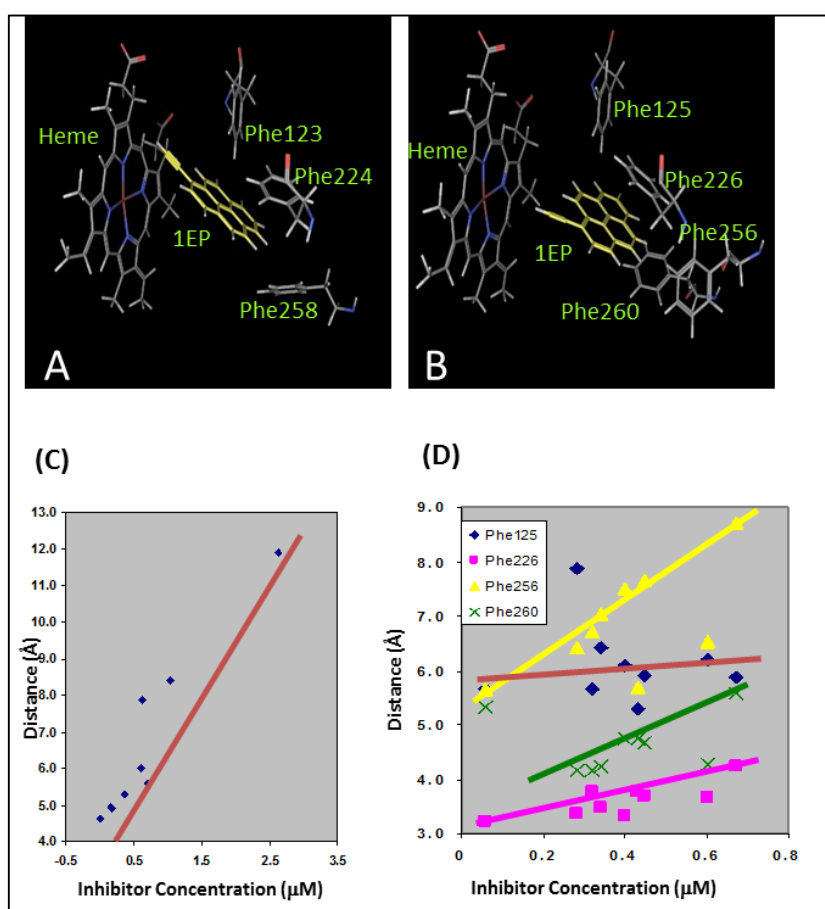 Heme
Phe123
Phe224
1EP
Phe258
A
Heme
Phe125
Phe226
Phe256
1EP
Phe260
B
(C)
(D)
13.0
12.0
11.0
10.0
9.0
8.0
7.0
6.0
5.0
4.0
Distance (Å)
-0.5
0.5
1.5
2.5
3.5
Inhibitor Concentration (μM)
9.0
8.0
7.0
6.0
5.0
4.0
3.0
Distance (Å)
Phe125
Phe226
Phe256
Phe260
0
0.2
0.4
0.6
0.8
Inhibitor Concentration (μM)